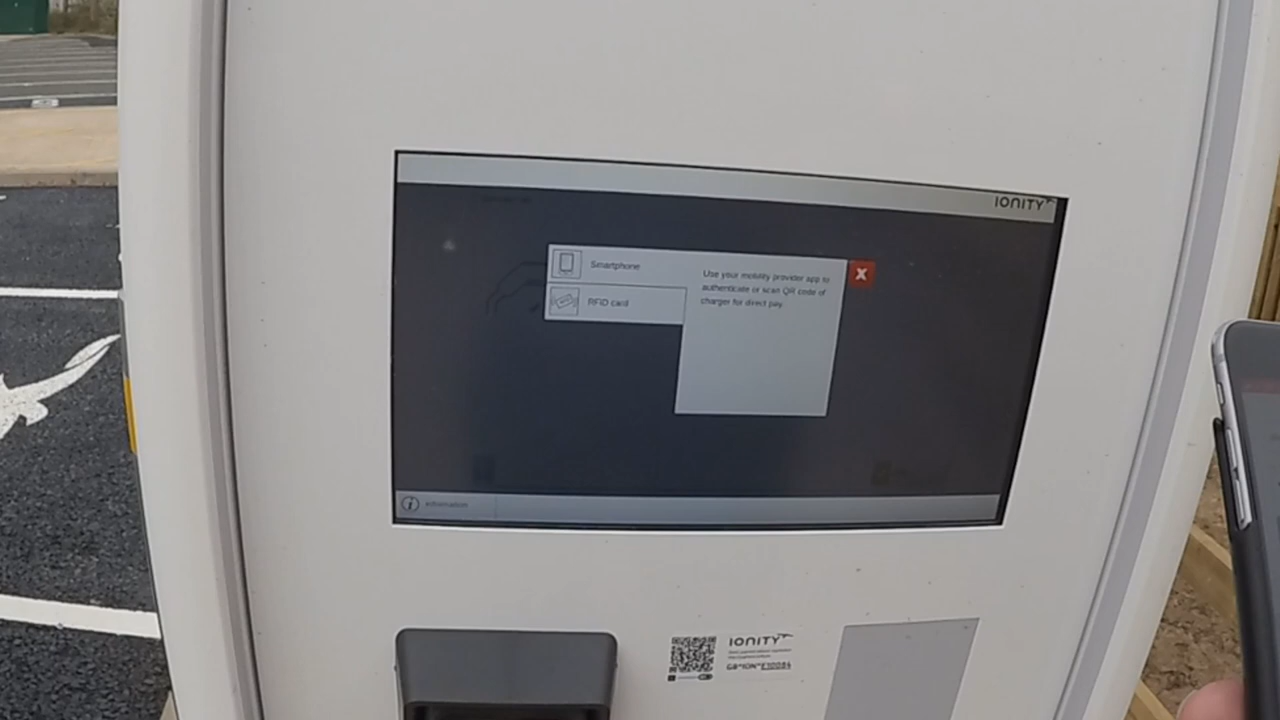 IONITY
Smartphone
RFID card
Use your mobility provider app to
authenticate or scan QR code of
charger for direct pay.
X
i Information
IONITY